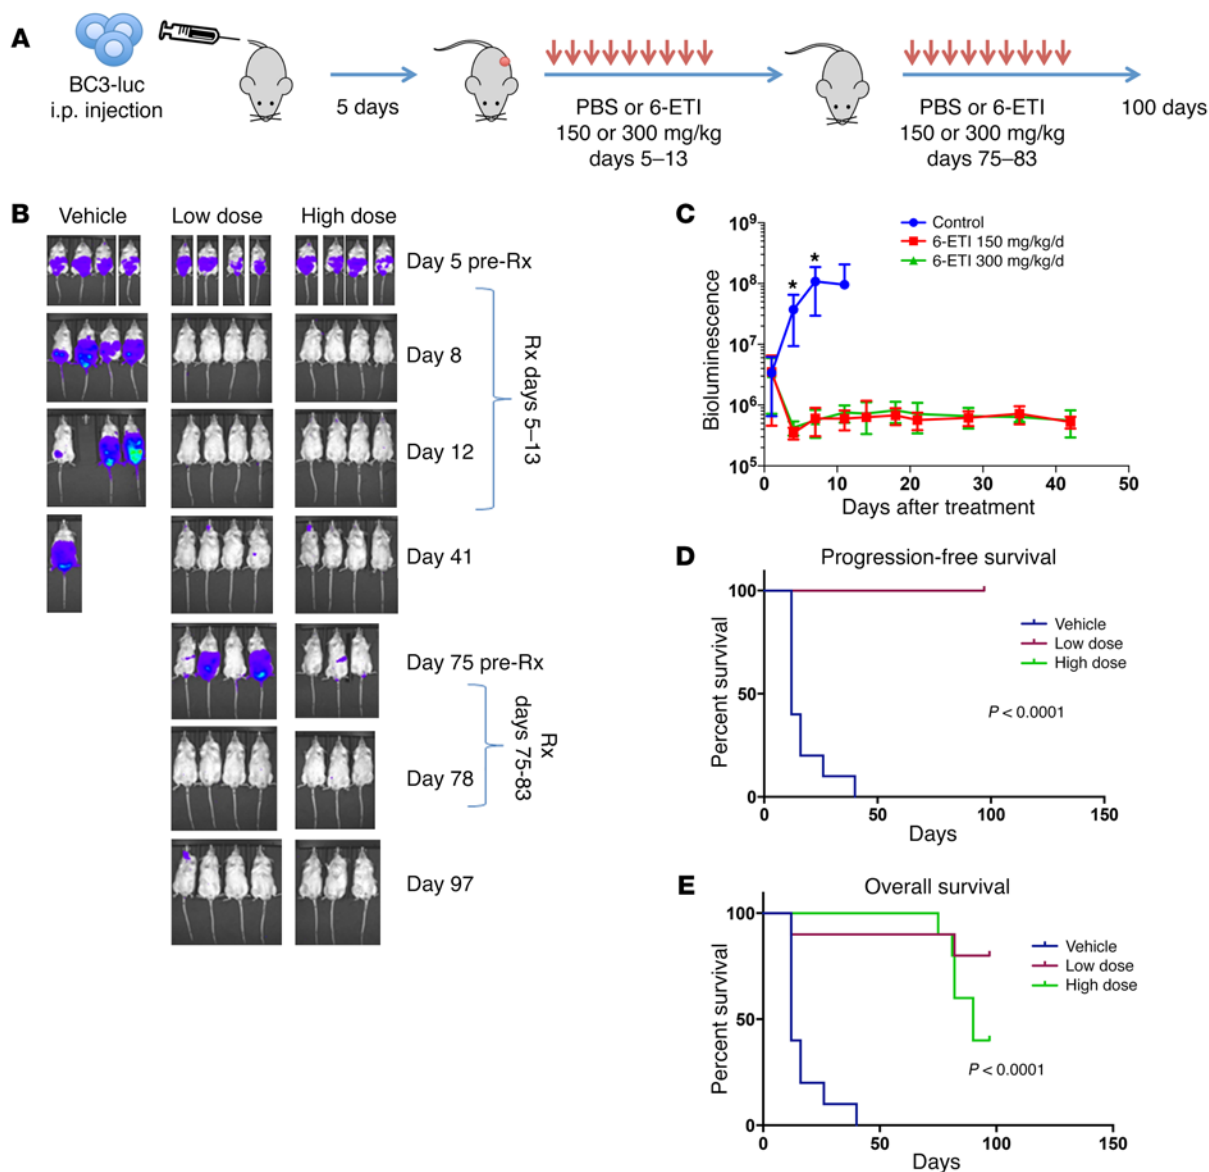 A
BC3-luc
i.p. injection
5 days
PBS or 6-ETI
150 or 300 mg/kg
days 5–13
PBS or 6-ETI
150 or 300 mg/kg
days 75–83
100 days
B
Vehicle
Low dose
High dose
Day 5 pre-Rx
Day 8
Day 12
Rx days 5–13
Day 41
Day 75 pre-Rx
Rx
days 75-83
Day 78
Day 97
C
Control
6-ETI 150 mg/kg/d
6-ETI 300 mg/kg/d
Bioluminescence
10⁹
10⁸
10⁷
10⁶
10⁵
* *
0 10 20 30 40 50
Days after treatment
D
Progression-free survival
Percent survival
100
50
0
Vehicle
Low dose
High dose
P < 0.0001
0 50 100 150
Days
E
Overall survival
Percent survival
100
50
0
Vehicle
Low dose
High dose
P < 0.0001
0 50 100 150
Days